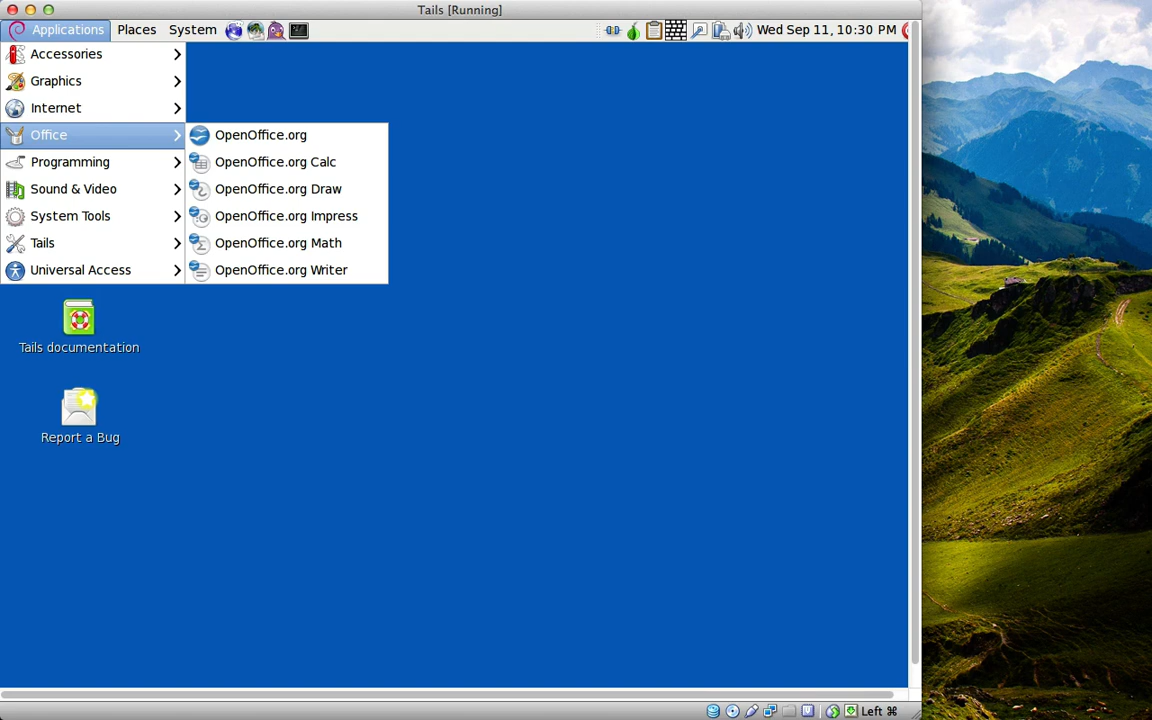 Tails [Running]
Applications Places System Wed Sep 11, 10:30 PM
Accessories
Graphics
Internet
Office
Programming
Sound & Video
System Tools
Tails
Universal Access
OpenOffice.org
OpenOffice.org Calc
OpenOffice.org Draw
OpenOffice.org Impress
OpenOffice.org Math
OpenOffice.org Writer
Tails documentation
Report a Bug
Left ⌘